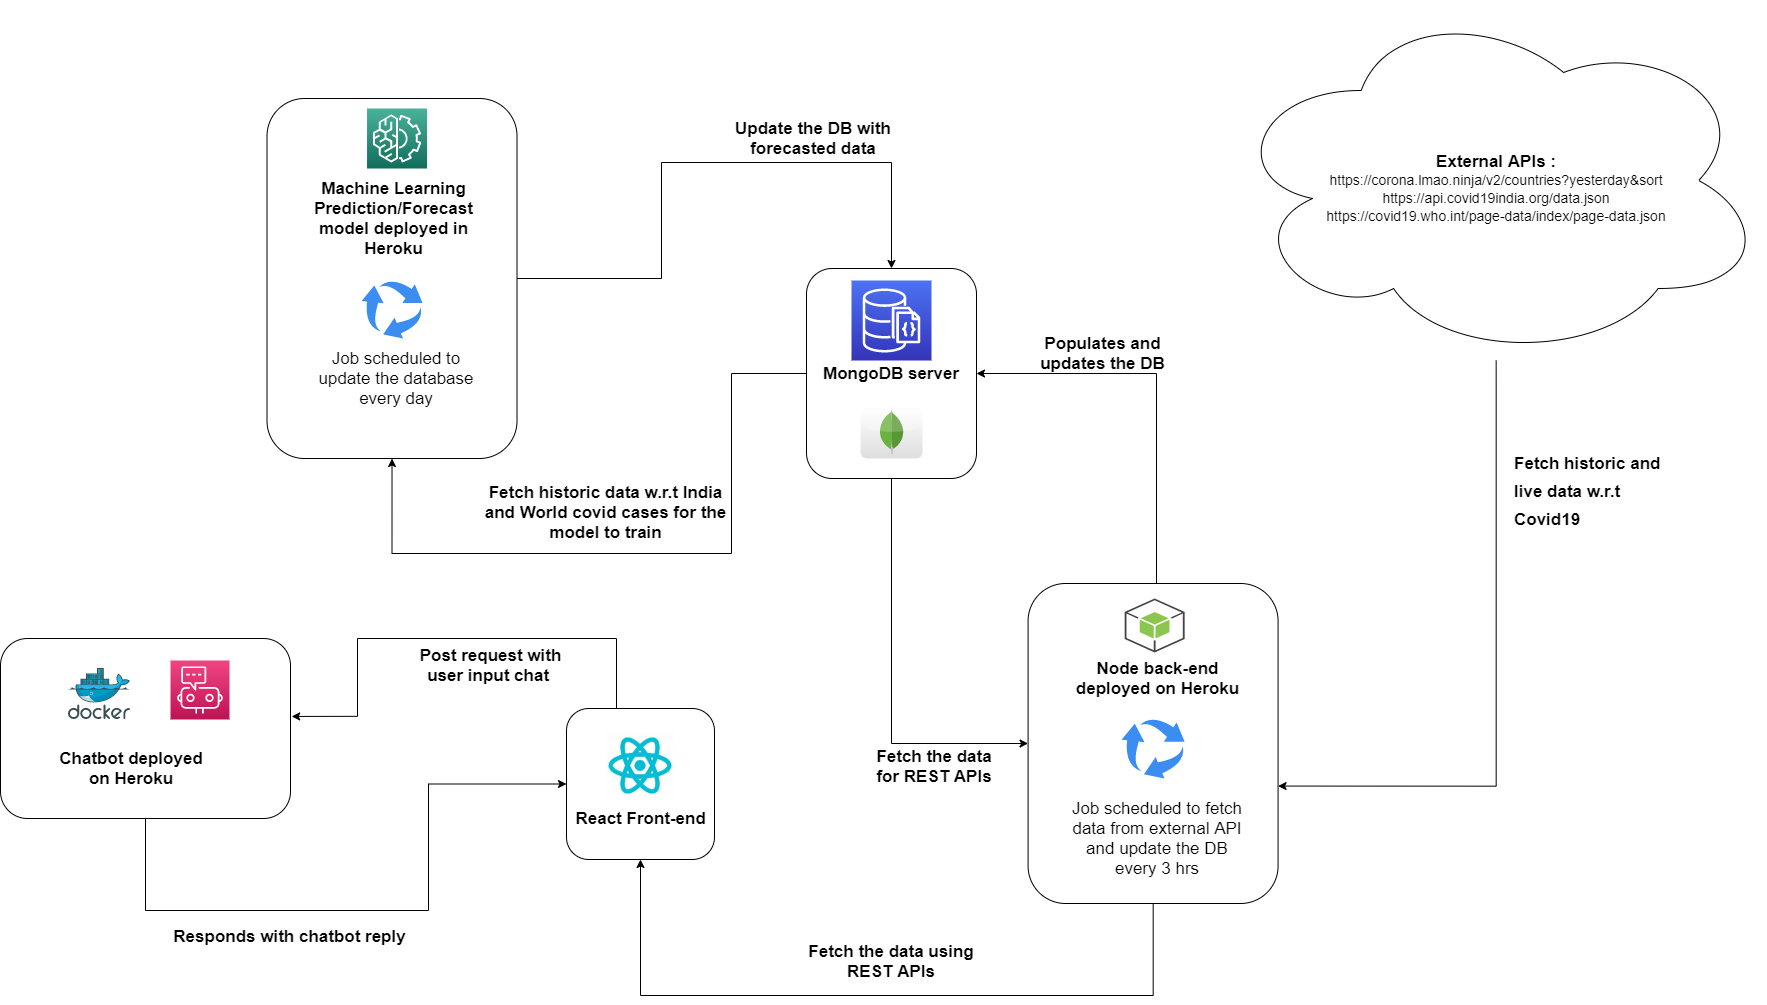 Update the DB with
forecasted data
External APIs :
https://corona.lmao.ninja/v2/countries?yesterday&sort
https://api.covid19india.org/data.json
https://covid19.who.int/page-data/index/page-data.json
Machine Learning
Prediction/Forecast
model deployed in
Heroku
Job scheduled to
update the database
every day
MongoDB server
Populates and
updates the DB
Fetch historic and
live data w.r.t
Covid19
Fetch historic data w.r.t India
and World covid cases for the
model to train
Post request with
user input chat
docker
Chatbot deployed
on Heroku
React Front-end
Node back-end
deployed on Heroku
Job scheduled to fetch
data from external API
and update the DB
every 3 hrs
Fetch the data
for REST APIs
Responds with chatbot reply
Fetch the data using
REST APIs